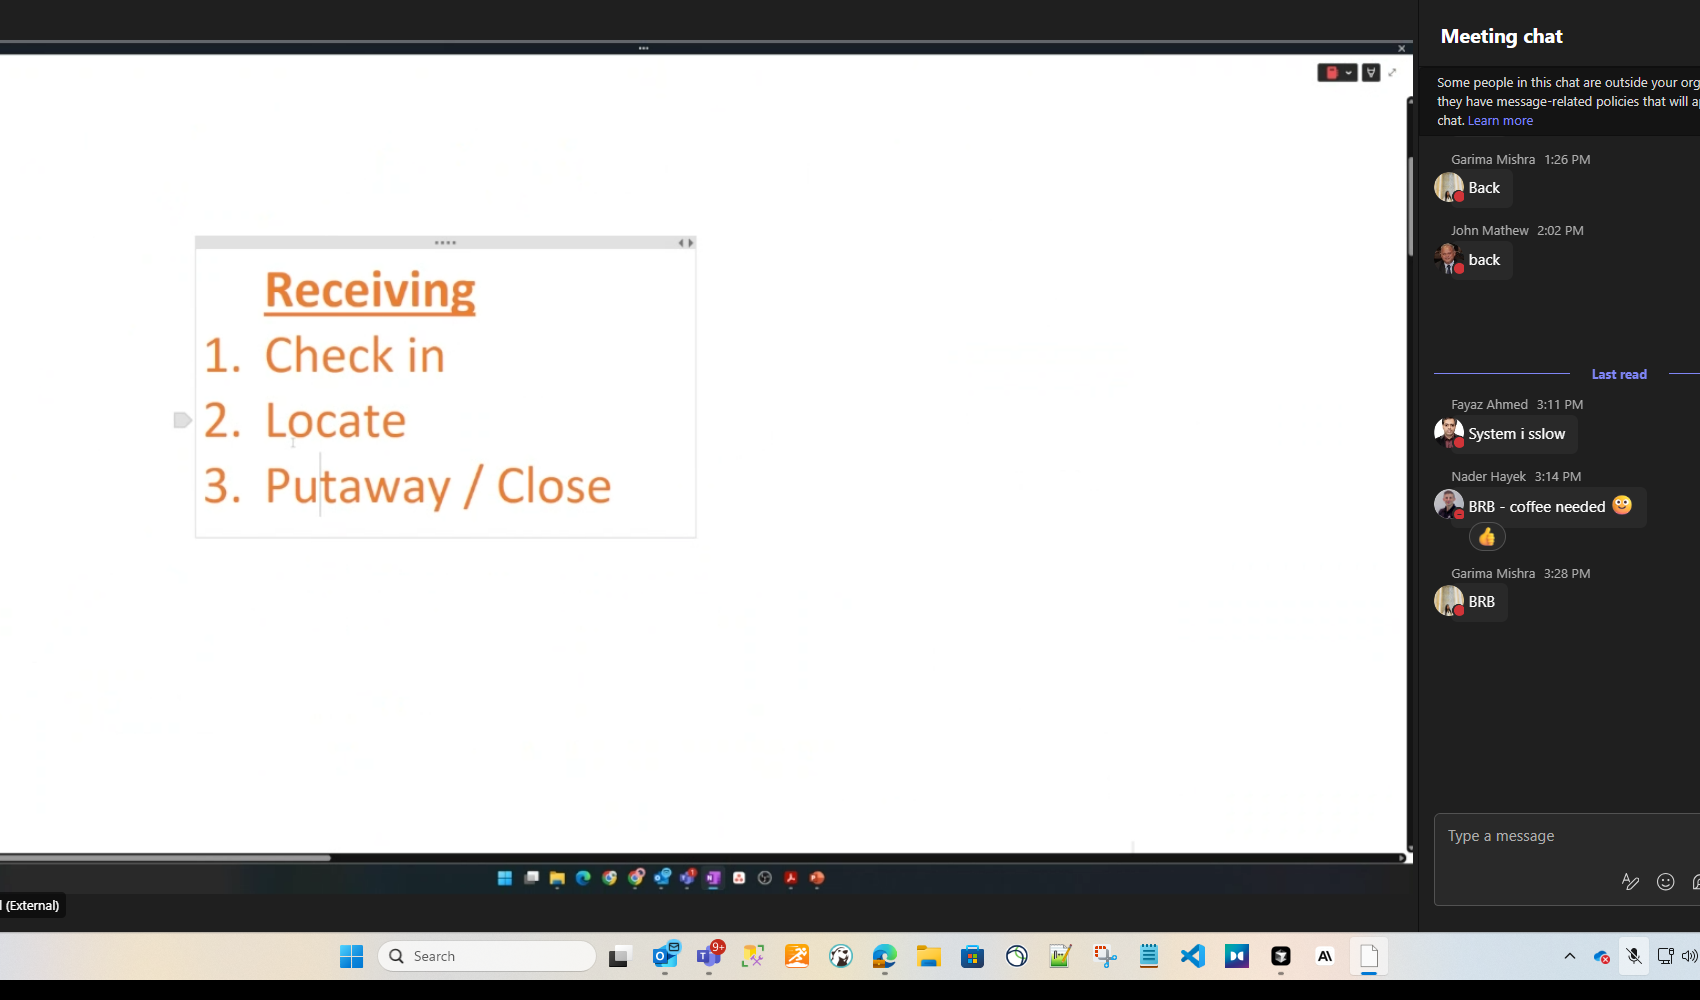 Meeting chat
Some people in this chat are outside your org
they have message-related policies that will a
chat. Learn more
Garima Mishra 1:26 PM
Back
John Mathew 2:02 PM
back
Last read
Fayaz Ahmed 3:11 PM
System i sslow
Nader Hayek 3:14 PM
BRB - coffee needed
Garima Mishra 3:28 PM
BRB
Type a message
Receiving
1. Check in
2. Locate
3. Putaway / Close
(External)
Search
9+